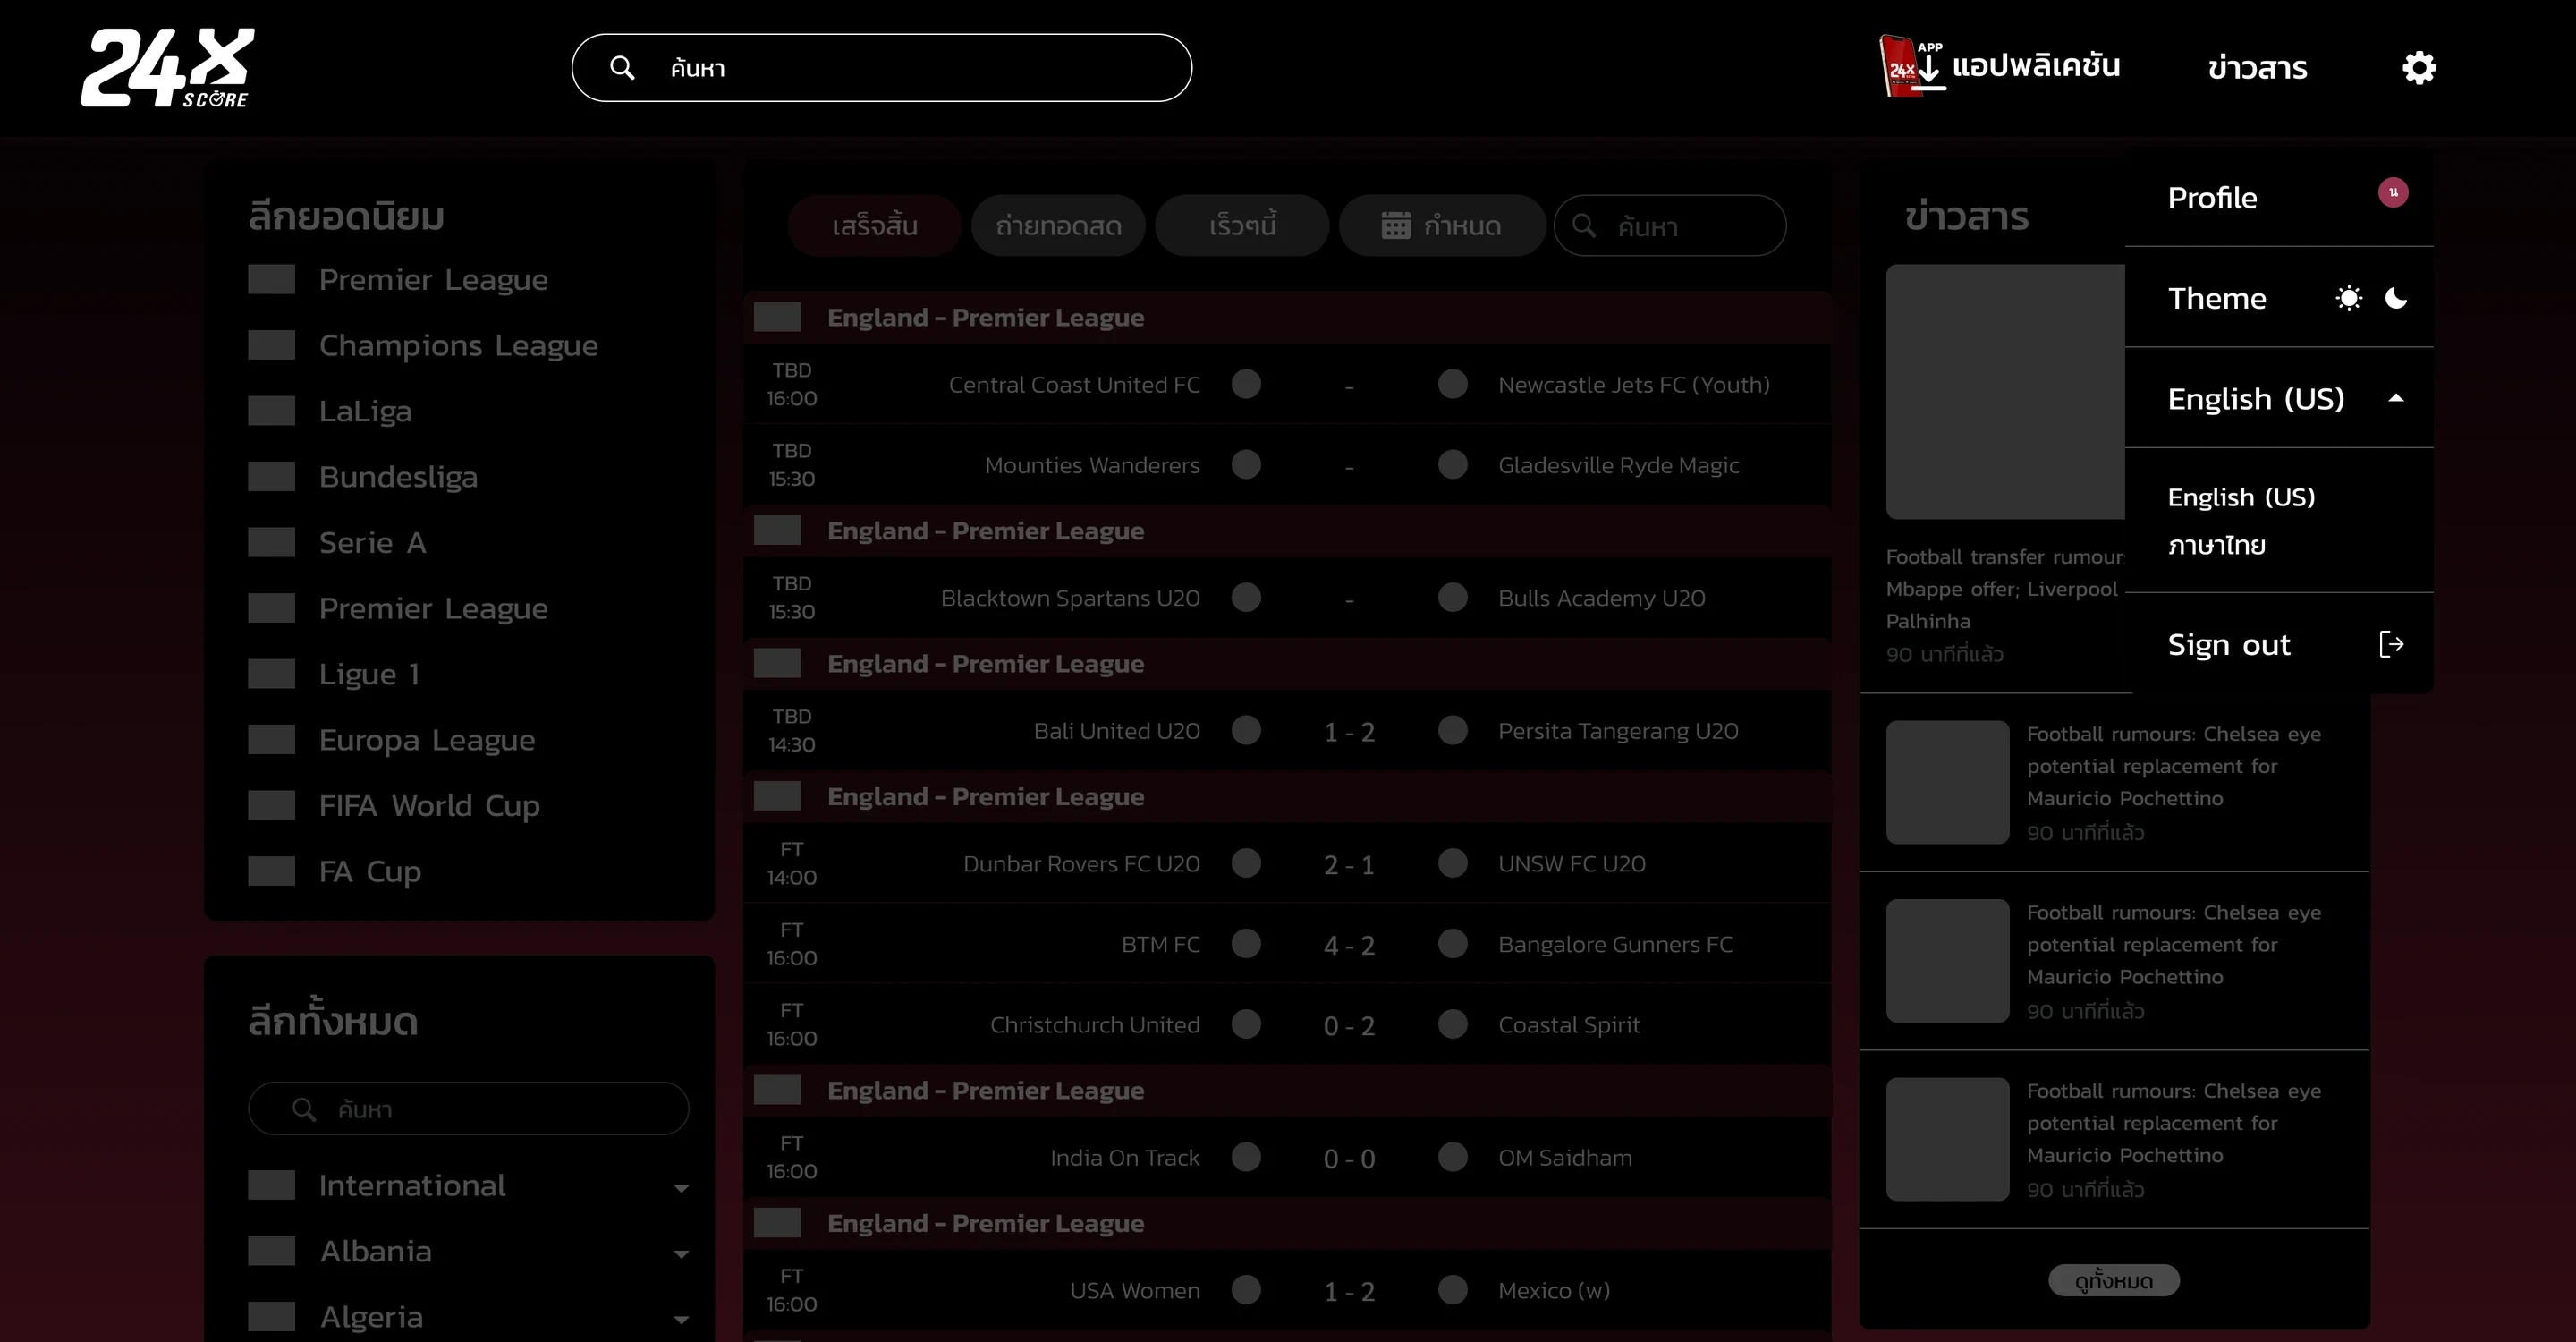 24X
SCORE
ค้นหา
APP
24X
แอปพลิเคชัน
ข่าวสาร
ลีกยอดนิยม
Premier League
Champions League
LaLiga
Bundesliga
Serie A
Premier League
Ligue 1
Europa League
FIFA World Cup
FA Cup
ลีกทั้งหมด
ค้นหา
International
Albania
Algeria
เสร็จสิ้น ถ่ายทอดสด เร็วๆนี้ กำหนด ค้นหา
England - Premier League
TBD
16:00 Central Coast United FC - Newcastle Jets FC (Youth)
TBD
15:30 Mounties Wanderers - Gladesville Ryde Magic
England - Premier League
TBD
15:30 Blacktown Spartans U20 - Bulls Academy U20
England - Premier League
TBD
14:30 Bali United U20 1 - 2 Persita Tangerang U20
England - Premier League
FT
14:00 Dunbar Rovers FC U20 2 - 1 UNSW FC U20
FT
16:00 BTM FC 4 - 2 Bangalore Gunners FC
FT
16:00 Christchurch United 0 - 2 Coastal Spirit
England - Premier League
FT
16:00 India On Track 0 - 0 OM Saidham
England - Premier League
FT
16:00 USA Women 1 - 2 Mexico (w)
ข่าวสาร
Football transfer rumour
Mbappe offer; Liverpool
Palhinha
90 นาทีที่แล้ว
Football rumours: Chelsea eye
potential replacement for
Mauricio Pochettino
90 นาทีที่แล้ว
Football rumours: Chelsea eye
potential replacement for
Mauricio Pochettino
90 นาทีที่แล้ว
Football rumours: Chelsea eye
potential replacement for
Mauricio Pochettino
90 นาทีที่แล้ว
ดูทั้งหมด
Profile น
Theme
English (US)
English (US)
ภาษาไทย
Sign out